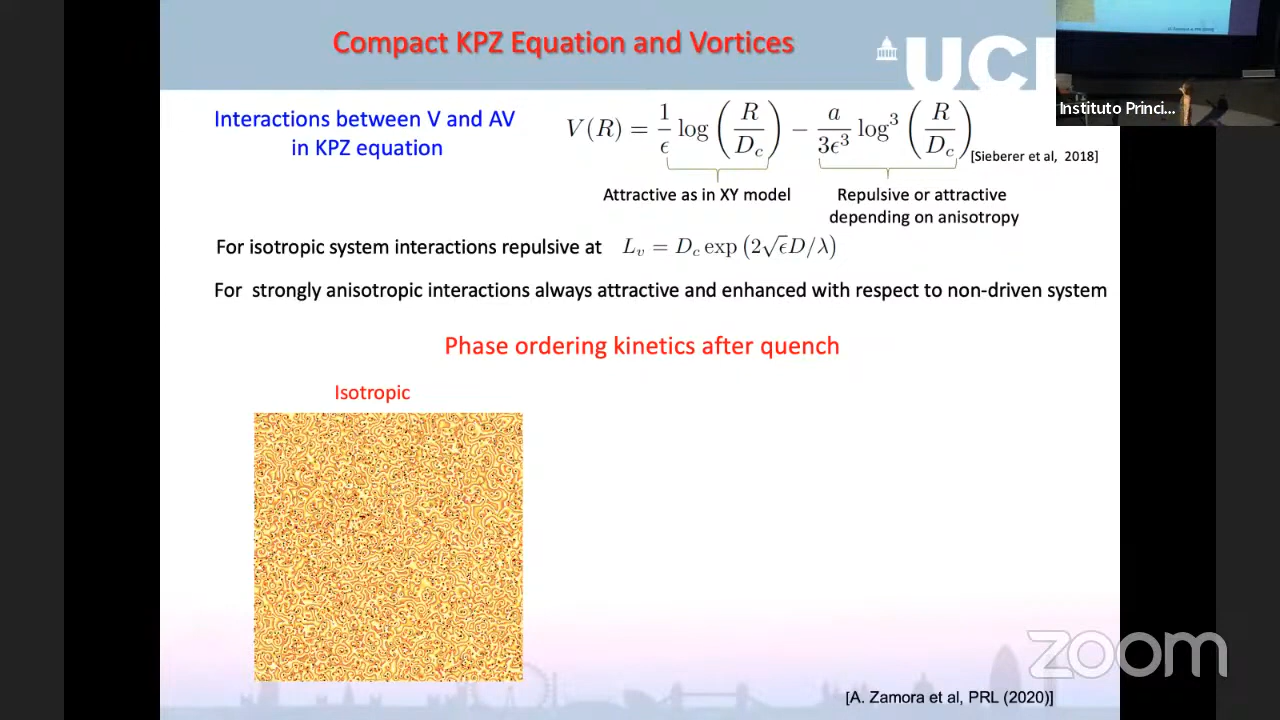 Compact KPZ Equation and Vortices
UCL
Instituto Princi...
Interactions between V and AV
in KPZ equation
V(R) = 1/ϵ log (R/D_c) − a/3ϵ³ log³ (R/D_c)
[Sieberer et al, 2018]
Attractive as in XY model
Repulsive or attractive
depending on anisotropy
For isotropic system interactions repulsive at L_v = D_c exp (2√ϵD/λ)
For strongly anisotropic interactions always attractive and enhanced with respect to non-driven system
Phase ordering kinetics after quench
Isotropic
zoom
[A. Zamora et al, PRL (2020)]